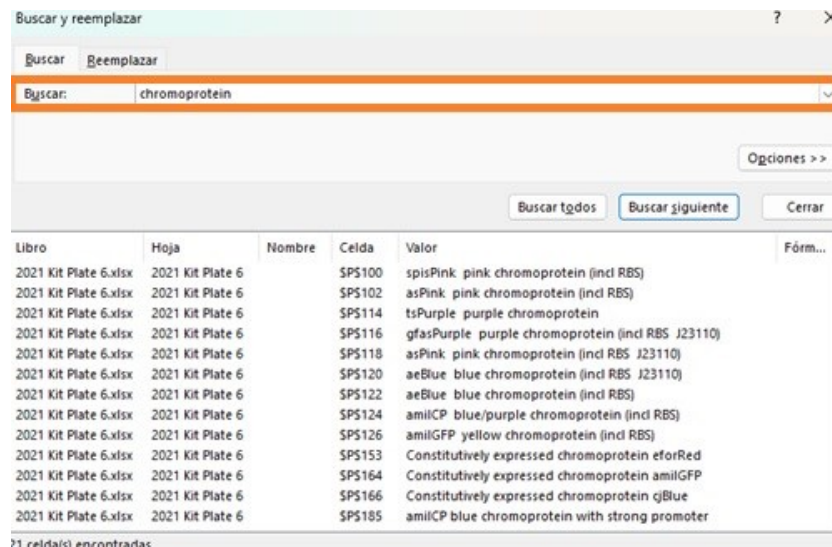 Buscar y reemplazar ? X
Buscar Reemplazar
Buscar: chromoprotein
Opciones >>
Buscar todos Buscar siguiente Cerrar
Libro Hoja Nombre Celda Valor Fórm...
2021 Kit Plate 6.xlsx 2021 Kit Plate 6 $P$100 spisPink pink chromoprotein (incl RBS)
2021 Kit Plate 6.xlsx 2021 Kit Plate 6 $P$102 asPink pink chromoprotein (incl RBS)
2021 Kit Plate 6.xlsx 2021 Kit Plate 6 $P$114 tsPurple purple chromoprotein
2021 Kit Plate 6.xlsx 2021 Kit Plate 6 $P$116 gfasPurple purple chromoprotein (incl RBS J23110)
2021 Kit Plate 6.xlsx 2021 Kit Plate 6 $P$118 asPink pink chromoprotein (incl RBS J23110)
2021 Kit Plate 6.xlsx 2021 Kit Plate 6 $P$120 aeBlue blue chromoprotein (incl RBS J23110)
2021 Kit Plate 6.xlsx 2021 Kit Plate 6 $P$122 aeBlue blue chromoprotein (incl RBS)
2021 Kit Plate 6.xlsx 2021 Kit Plate 6 $P$124 amilCP blue/purple chromoprotein (incl RBS)
2021 Kit Plate 6.xlsx 2021 Kit Plate 6 $P$126 amilGFP yellow chromoprotein (incl RBS)
2021 Kit Plate 6.xlsx 2021 Kit Plate 6 $P$153 Constitutively expressed chromoprotein eforRed
2021 Kit Plate 6.xlsx 2021 Kit Plate 6 $P$164 Constitutively expressed chromoprotein amilGFP
2021 Kit Plate 6.xlsx 2021 Kit Plate 6 $P$166 Constitutively expressed chromoprotein cjBlue
2021 Kit Plate 6.xlsx 2021 Kit Plate 6 $P$185 amilCP blue chromoprotein with strong promoter
21 celda(s) encontradas